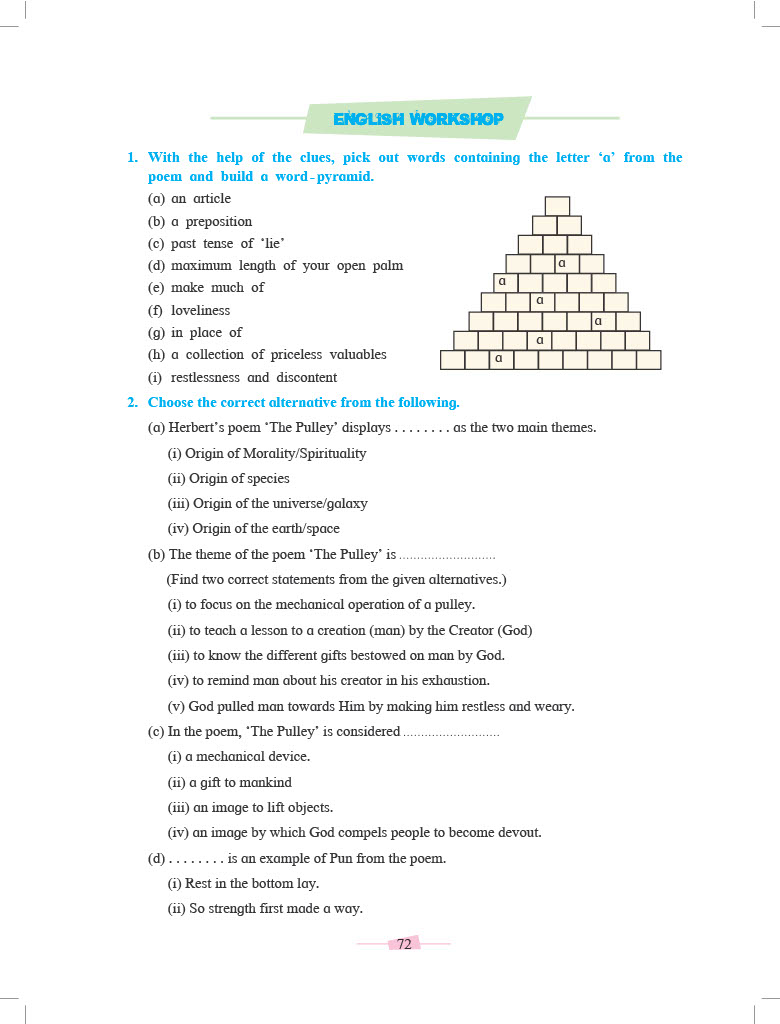 ENGLISH WORKSHOP
1. With the help of the clues, pick out words containing the letter ‘a’ from the
poem and build a word-pyramid.
(a) an article
(b) a preposition
(c) past tense of ‘lie’
(d) maximum length of your open palm
(e) make much of
(f) loveliness
(g) in place of
(h) a collection of priceless valuables
(i) restlessness and discontent
a
a
a
a
a
a
2. Choose the correct alternative from the following.
(a) Herbert’s poem ‘The Pulley’ displays . . . . . . . . as the two main themes.
(i) Origin of Morality/Spirituality
(ii) Origin of species
(iii) Origin of the universe/galaxy
(iv) Origin of the earth/space
(b) The theme of the poem ‘The Pulley’ is ...........................
(Find two correct statements from the given alternatives.)
(i) to focus on the mechanical operation of a pulley.
(ii) to teach a lesson to a creation (man) by the Creator (God)
(iii) to know the different gifts bestowed on man by God.
(iv) to remind man about his creator in his exhaustion.
(v) God pulled man towards Him by making him restless and weary.
(c) In the poem, ‘The Pulley’ is considered ...........................
(i) a mechanical device.
(ii) a gift to mankind
(iii) an image to lift objects.
(iv) an image by which God compels people to become devout.
(d) . . . . . . . . is an example of Pun from the poem.
(i) Rest in the bottom lay.
(ii) So strength first made a way.
72